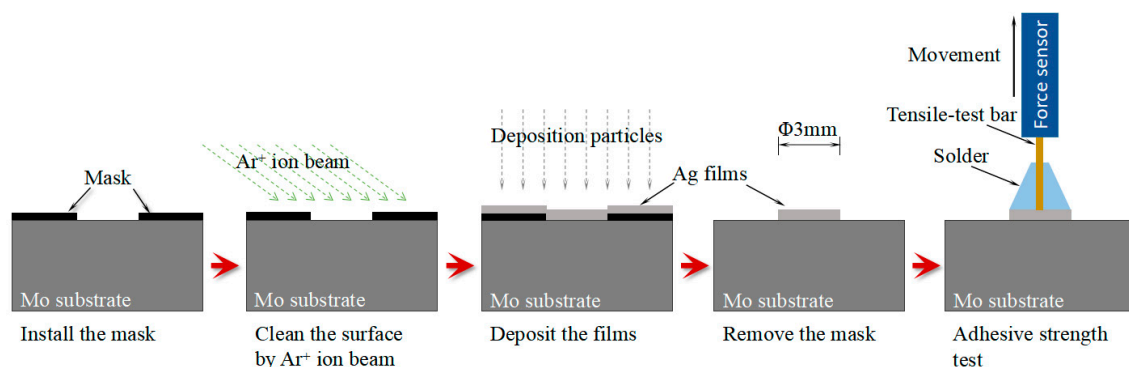 Mask
Mo substrate
Install the mask
Ar⁺ ion beam
Mo substrate
Clean the surface
by Ar⁺ ion beam
Deposition particles
Mo substrate
Deposit the films
Φ3mm
Ag films
Mo substrate
Remove the mask
Movement
Force sensor
Tensile-test bar
Solder
Mo substrate
Adhesive strength
test